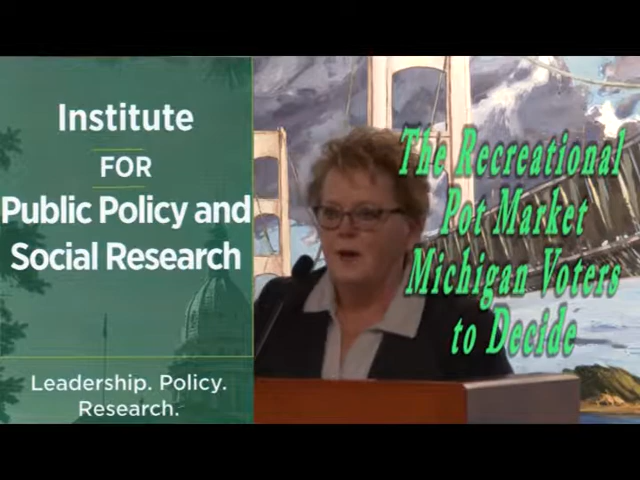 Institute
FOR
Public Policy and
Social Research
Leadership. Policy.
Research.
The Recreational
Pot Market
Michigan Voters
to Decide